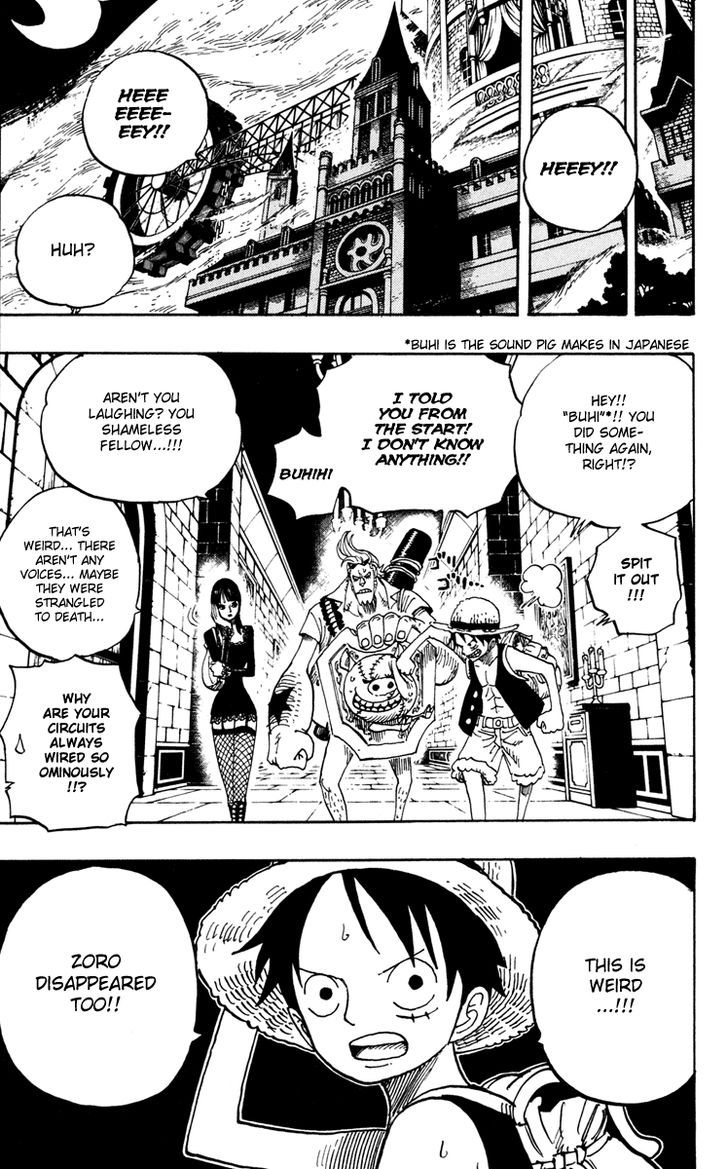 HEEEY!!
HEEE
EEEE-
EEY!!
HUH?
*BUHI IS THE SOUND PIG MAKES IN JAPANESE
HEY!!
"BUHI"*!! YOU
DID SOME-
THING AGAIN,
RIGHT!?
SPIT
IT OUT
!!!
I TOLD
YOU FROM
THE START!
I DON'T KNOW
ANYTHING!!
BUHIHI
AREN'T YOU
LAUGHING? YOU
SHAMELESS
FELLOW...!!!
THAT'S
WEIRD... THERE
AREN'T ANY
VOICES... MAYBE
THEY WERE
STRANGLED
TO DEATH...
WHY
ARE YOUR
CIRCUITS
ALWAYS
WIRED SO
OMINOUSLY
!!?
THIS IS
WEIRD
...!!!
ZORO
DISAPPEARED
TOO!!